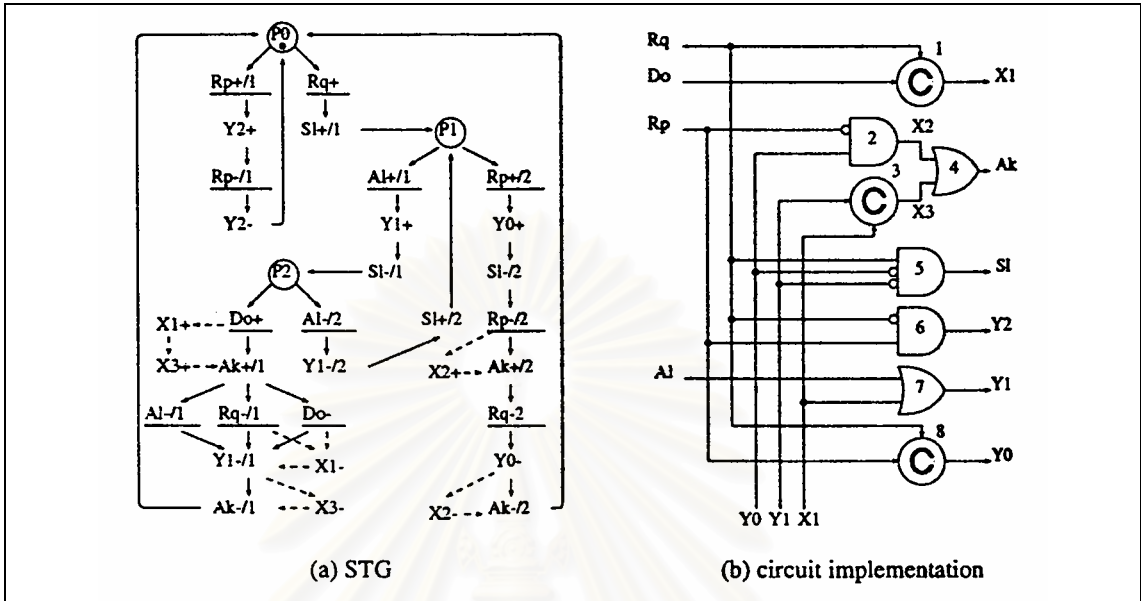 P0
Rp+/1 Rq+
Y2+ Sl+/1 P1
Rp-/1 Al+/1 Rp+/2
Y2- Y1+ Y0+
P2 Sl-/1 Sl-/2
X1+ Do+ Al-/2 Sl+/2 Rp-/2
X3+ Ak+/1 Y1-/2 X2+ Ak+/2
Al-/1 Rq-/1 Do- Rq-2
Y1-/1 X1- Y0-
Ak-/1 X3- X2- Ak-/2
(a) STG
Rq 1
Do C X1
Rp X2
2 4 Ak
3
C X3
5 Sl
6 Y2
Al 7 Y1
8
C Y0
Y0 Y1 X1
(b) circuit implementation